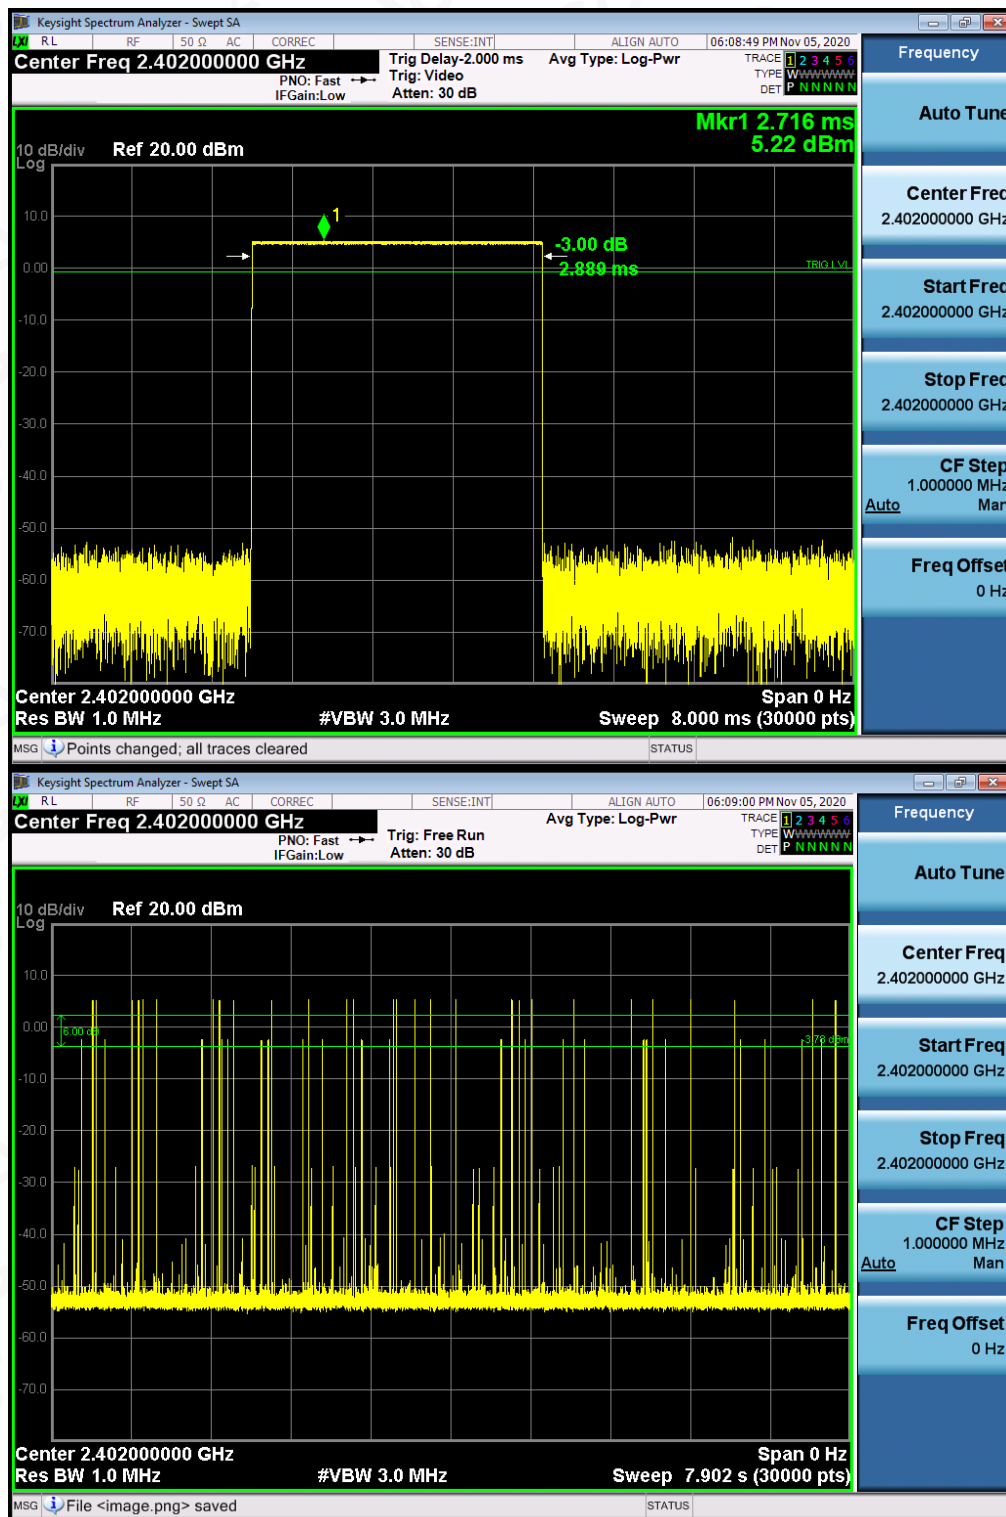 Keysight Spectrum Analyzer - Swept SA
LXI RL RF 50 Ω AC CORREC SENSE:INT ALIGN AUTO 06:08:49 PM Nov 05, 2020
Center Freq 2.402000000 GHz
PNO: Fast
IFGain:Low
Trig Delay-2.000 ms
Trig: Video
Atten: 30 dB
Avg Type: Log-Pwr
TRACE 1 2 3 4 5 6
TYPE WWWWWW
DET P N N N N N
Frequency
Auto Tune
Center Freq
2.402000000 GHz
Start Freq
2.402000000 GHz
Stop Freq
2.402000000 GHz
CF Step
1.000000 MHz
Auto Man
Freq Offset
0 Hz
Mkr1 2.716 ms
5.22 dBm
10 dB/div Ref 20.00 dBm
Log
10.0
1
-3.00 dB
0.00
2.889 ms
TRIG LVL
-10.0
-20.0
-30.0
-40.0
-50.0
-60.0
-70.0
Center 2.402000000 GHz Span 0 Hz
Res BW 1.0 MHz #VBW 3.0 MHz Sweep 8.000 ms (30000 pts)
MSG Points changed; all traces cleared STATUS
Keysight Spectrum Analyzer - Swept SA
LXI RL RF 50 Ω AC CORREC SENSE:INT ALIGN AUTO 06:09:00 PM Nov 05, 2020
Center Freq 2.402000000 GHz
PNO: Fast
IFGain:Low
Trig: Free Run
Atten: 30 dB
Avg Type: Log-Pwr
TRACE 1 2 3 4 5 6
TYPE WWWWWW
DET P N N N N N
Frequency
Auto Tune
Center Freq
2.402000000 GHz
Start Freq
2.402000000 GHz
Stop Freq
2.402000000 GHz
CF Step
1.000000 MHz
Auto Man
Freq Offset
0 Hz
10 dB/div Ref 20.00 dBm
Log
10.0
0.00
6.00 dB
-3.78 dBm
-10.0
-20.0
-30.0
-40.0
-50.0
-60.0
-70.0
Center 2.402000000 GHz Span 0 Hz
Res BW 1.0 MHz #VBW 3.0 MHz Sweep 7.902 s (30000 pts)
MSG File <image.png> saved STATUS